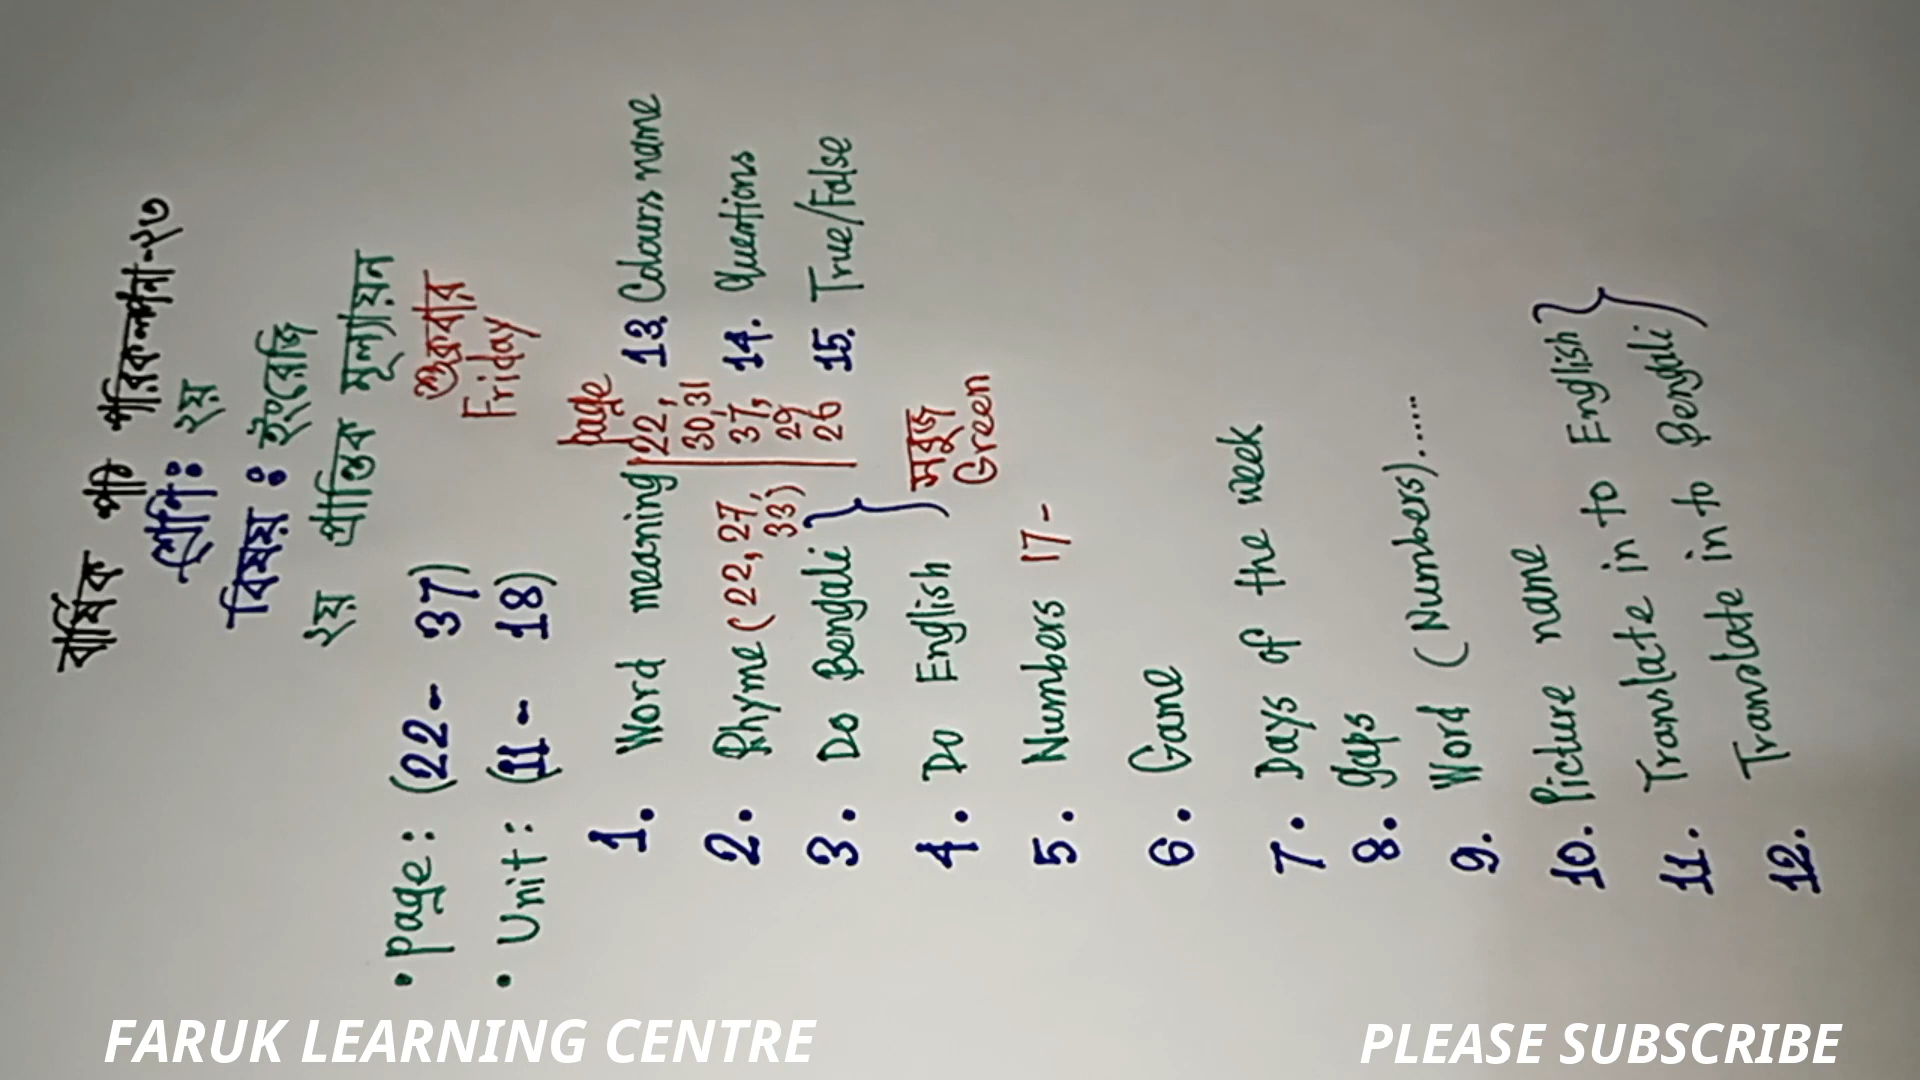 বার্ষিক পাঠ পরিকল্পনা-২৩
শ্রেণি: ২য়
বিষয়: ইংরেজি
২য় প্রান্তিক মূল্যায়ন
• Page: (22- 37)
শুক্রবার
• Unit: (11- 18)
Friday
page
1. Word meaning 22, 30,31
2. Rhyme (22, 27, 33) 37, 29
3. Do Bengali 26
4. Do English
সবুজ
Green
5. Numbers 17-
6. Game
7. Days of the week
8. gaps
9. Word (Numbers).....
10. Picture name
11. Translate in to English
12. Translate in to Bengali
13. Colours name
14. Questions
15. True/False
FARUK LEARNING CENTRE
PLEASE SUBSCRIBE